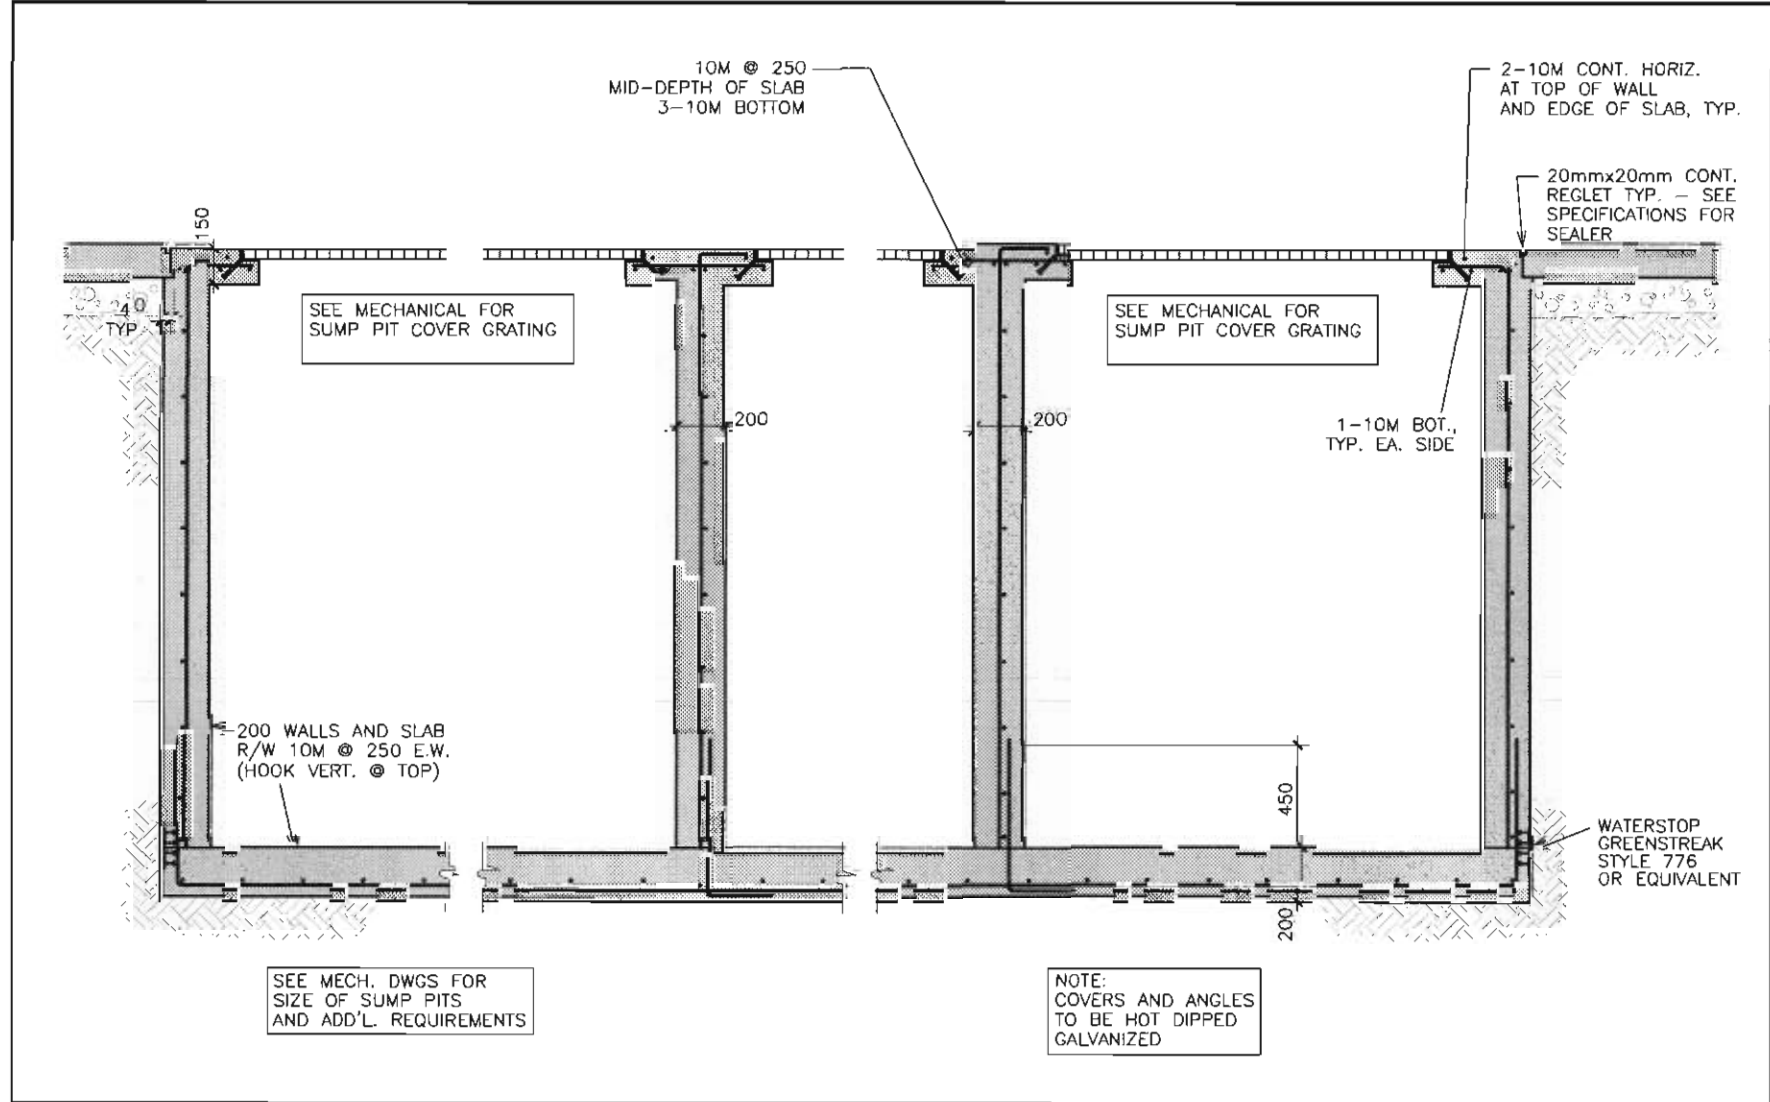 10M @ 250
MID-DEPTH OF SLAB
3-10M BOTTOM
2-10M CONT. HORIZ.
AT TOP OF WALL
AND EDGE OF SLAB, TYP.
20mmx20mm CONT.
REGLET TYP. - SEE
SPECIFICATIONS FOR
SEALER
150
240
TYP.
SEE MECHANICAL FOR
SUMP PIT COVER GRATING
SEE MECHANICAL FOR
SUMP PIT COVER GRATING
200
200
1-10M BOT.,
TYP. EA. SIDE
200 WALLS AND SLAB
R/W 10M @ 250 E.W.
(HOOK VERT. @ TOP)
450
WATERSTOP
GREENSTREAK
STYLE 776
OR EQUIVALENT
200
SEE MECH. DWGS FOR
SIZE OF SUMP PITS
AND ADD'L. REQUIREMENTS
NOTE:
COVERS AND ANGLES
TO BE HOT DIPPED
GALVANIZED